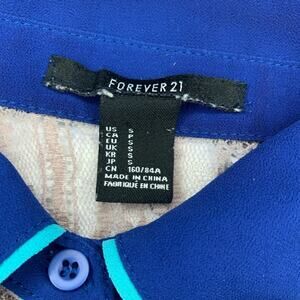 FOREVER 21
US S
CA P
EU S
UK S
KR S
JP S
CN 160/84A
MADE IN CHINA
FABRIQUÉ EN CHINE